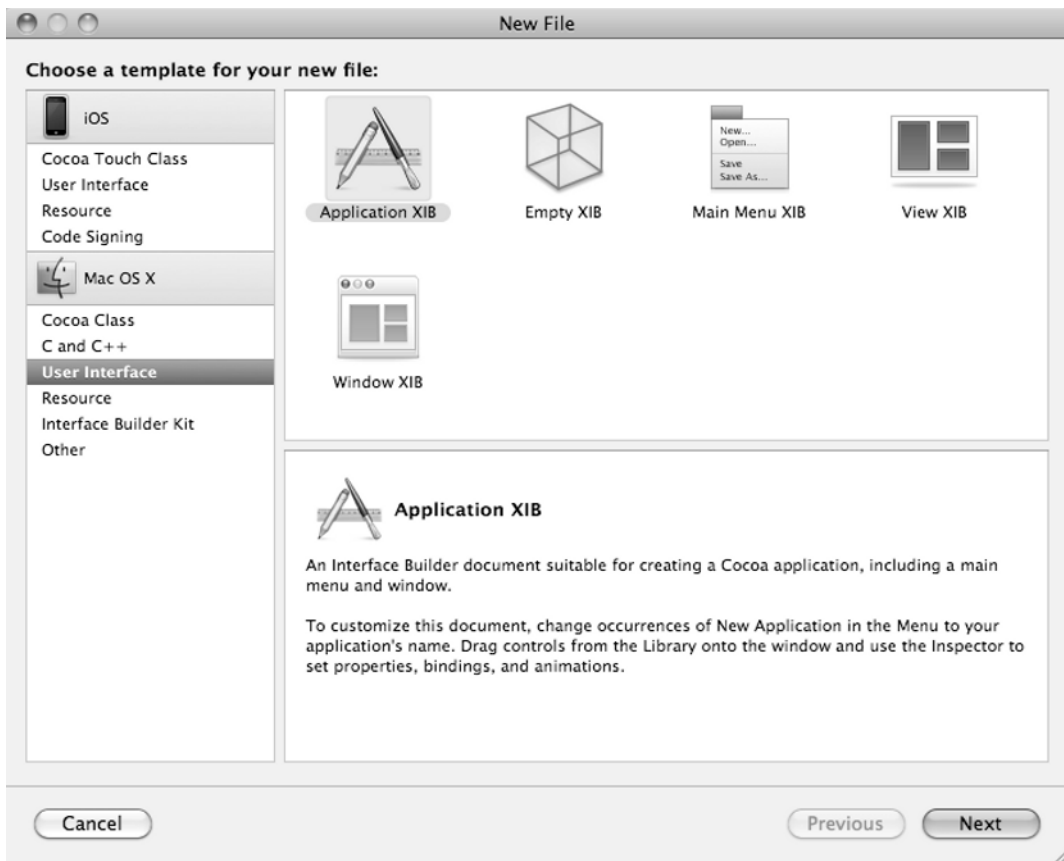 New File
Choose a template for your new file:
iOS
Cocoa Touch Class
User Interface
Resource
Code Signing
Mac OS X
Cocoa Class
C and C++
User Interface
Resource
Interface Builder Kit
Other
Application XIB
Empty XIB
New...
Open...
Save
Save As...
Main Menu XIB
View XIB
Window XIB
Application XIB
An Interface Builder document suitable for creating a Cocoa application, including a main
menu and window.
To customize this document, change occurrences of New Application in the Menu to your
application's name. Drag controls from the Library onto the window and use the Inspector to
set properties, bindings, and animations.
Cancel
Previous
Next